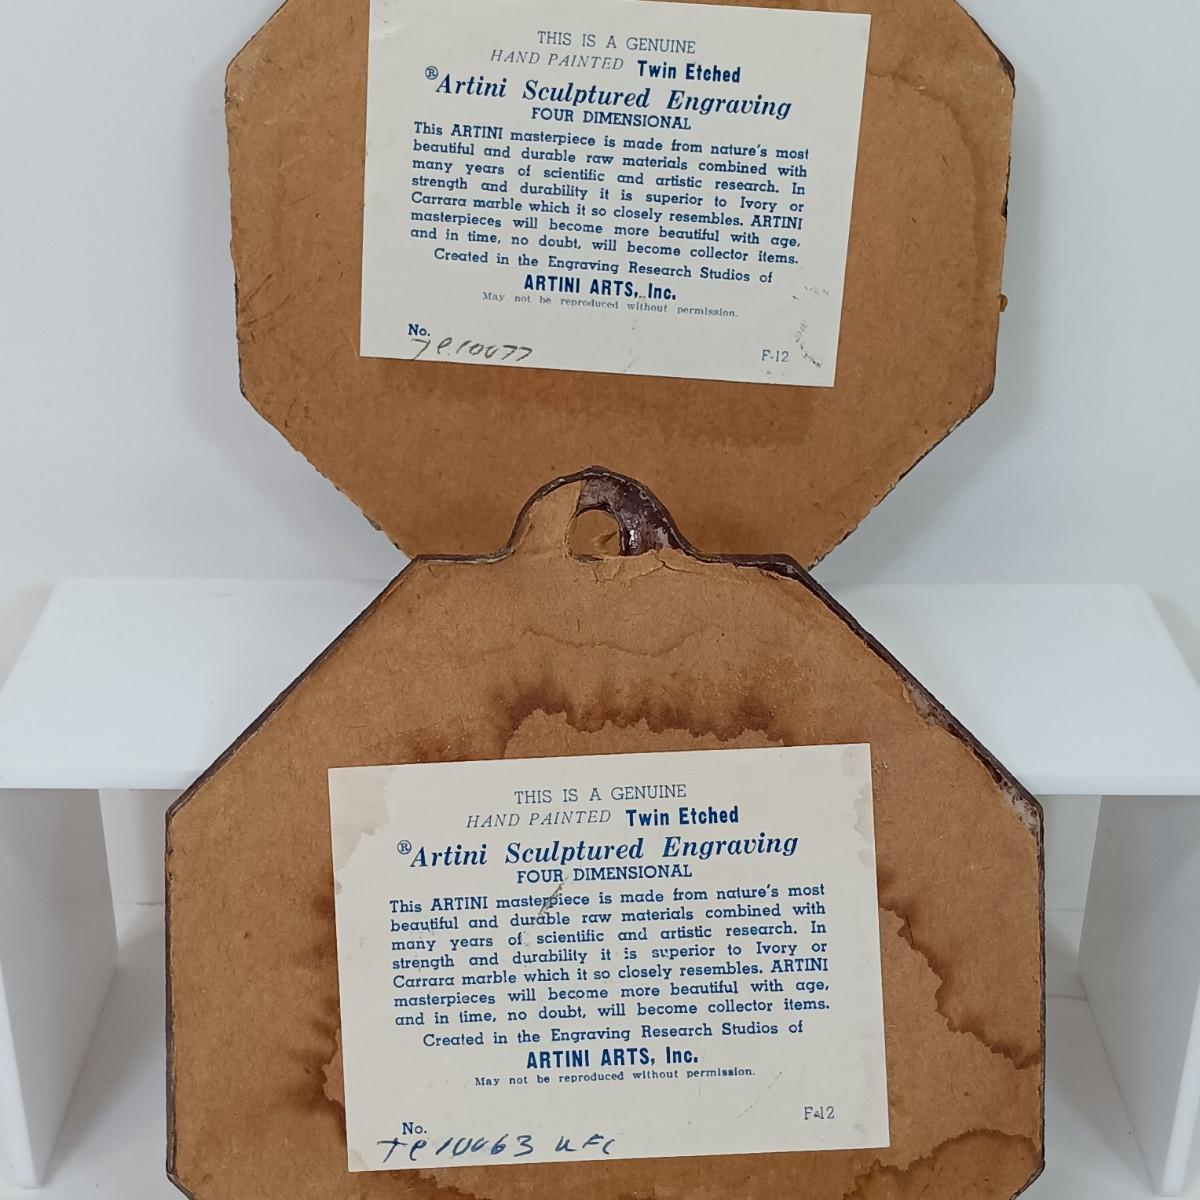 THIS IS A GENUINE
HAND PAINTED Twin Etched
®Artini Sculptured Engraving
FOUR DIMENSIONAL
This ARTINI masterpiece is made from nature's most
beautiful and durable raw materials combined with
many years of scientific and artistic research. In
strength and durability it is superior to Ivory or
Carrara marble which it so closely resembles. ARTINI
masterpieces will become more beautiful with age,
and in time, no doubt, will become collector items.
Created in the Engraving Research Studios of
ARTINI ARTS, Inc.
May not be reproduced without permission.
No.
F-12
THIS IS A GENUINE
HAND PAINTED Twin Etched
®Artini Sculptured Engraving
FOUR DIMENSIONAL
This ARTINI masterpiece is made from nature's most
beautiful and durable raw materials combined with
many years of scientific and artistic research. In
strength and durability it is superior to Ivory or
Carrara marble which it so closely resembles. ARTINI
masterpieces will become more beautiful with age,
and in time, no doubt, will become collector items.
Created in the Engraving Research Studios of
ARTINI ARTS, Inc.
May not be reproduced without permission.
No.
F-12